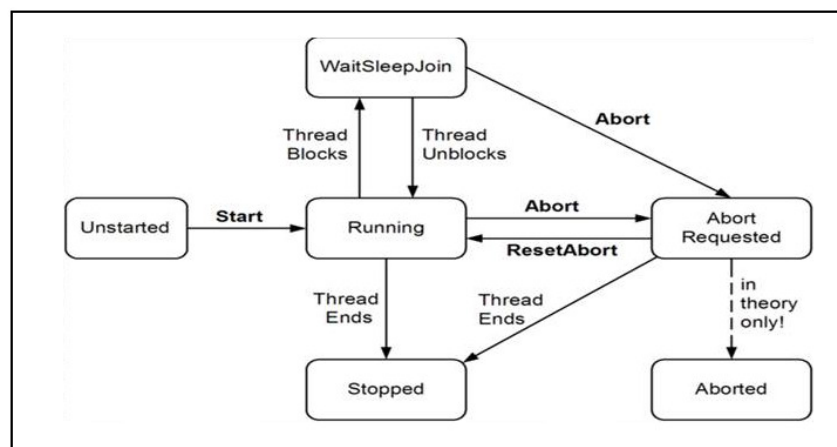 WaitSleepJoin
Abort
Thread
Blocks
Thread
Unblocks
Unstarted
Start
Running
Abort
ResetAbort
Abort
Requested
Thread
Ends
Thread
Ends
in
theory
only!
Stopped
Aborted